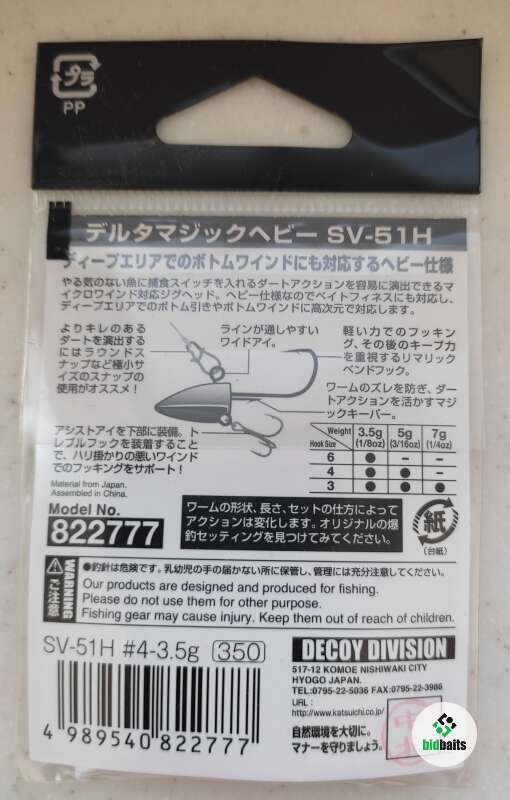 プラ
PP
デルタマジックヘビー SV-51H
ディープエリアでのボトムワインドにも対応するヘビー仕様
やる気のない魚に捕食スイッチを入れるダートアクションを容易に演出できるマ
イクロワインド対応ジグヘッド。ヘビー仕様なのでベイトフィネスにも対応し、
ディープエリアでのボトム引きやボトムワインドに高次元で対応します。
よりキレのある
ダートを演出する
にはラウンドス
ナップなど極小サ
イズのスナップの
使用がオススメ!
ラインが通しやすい
ワイドアイ。
軽い力でのフッキン
グ、その後のキープ力
を重視するリマリック
ベンドフック。
ワームのズレを防ぎ、ダー
トアクションを活かすマジ
ックキーパー。
アシストアイを下部に装備。ト
レブルフックを装着すること
で、ハリ掛かりの悪いワインド
でのフッキングをサポート!
Weight 3.5g 5g 7g
Hook Size (1/8oz) (3/16oz) (1/4oz)
6 ● – –
4 ● ● –
3 ● ● ●
Material from Japan.
Assembled in China.
Model No.
822777
ワームの形状、長さ、セットの仕方によって
アクションは変化します。オリジナルの爆
釣セッティングを見つけてみてください。
紙
(台紙)
WARNING
ご注意
●釣針は危険です。乳幼児の手の届かない所に保管し、管理には充分注意してください。
Our products are designed and produced for fishing.
Please do not use them for other purpose.
Fishing gear may cause injury. Keep them out of reach of children.
SV-51H #4-3.5g 350
4 989540 822777
DECOY DIVISION
517-12 KOMOE NISHIWAKI CITY
HYOGO JAPAN.
TEL:0795-22-5036 FAX:0795-22-3986
URL :
http://www.katsuichi.co.jp/
自然環境を大切に。
マナーを守りましょう。
bidbaits